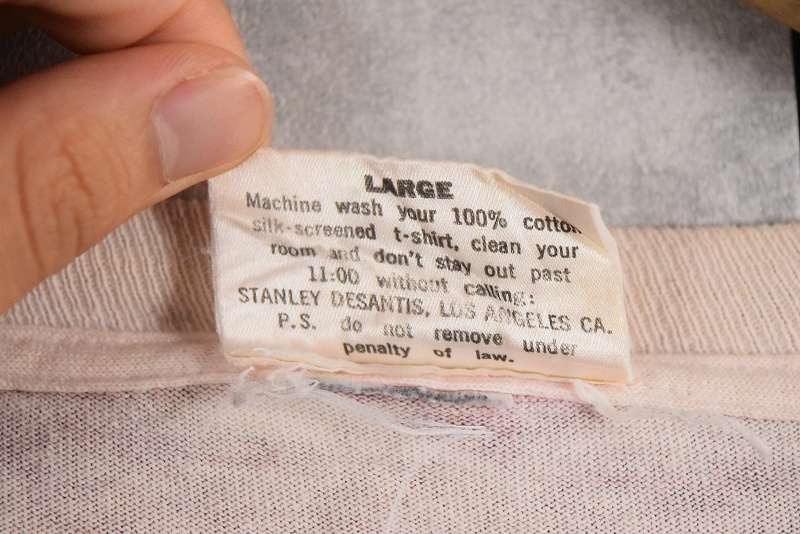 LARGE
Machine wash your 100% cotton
silk-screened t-shirt, clean your
room and don't stay out past
11:00 without calling:
STANLEY DESANTIS, LOS ANGELES CA.
P.S. do not remove under
penalty of law.